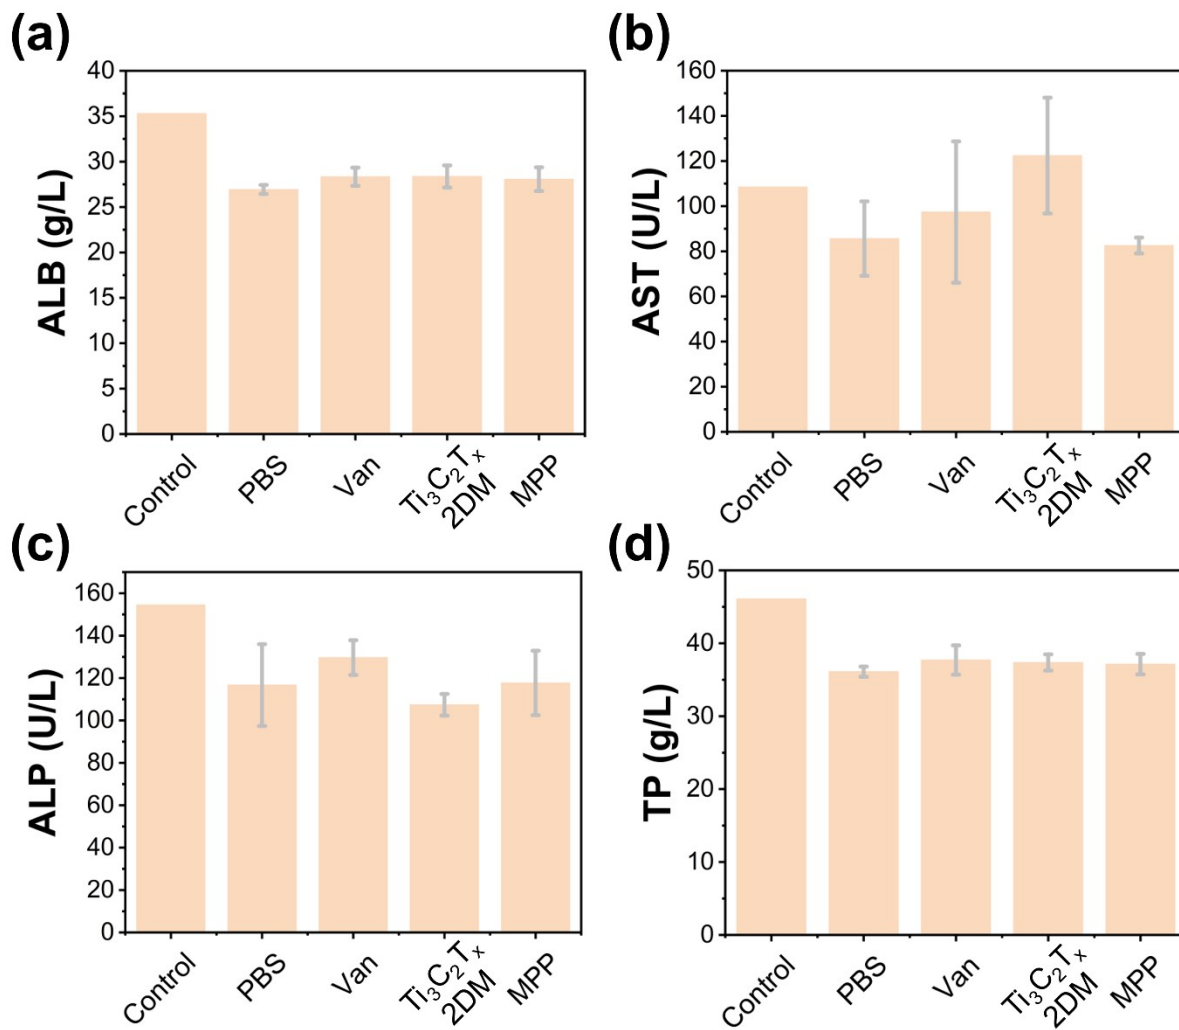 (a)
ALB (g/L)
40
35
30
25
20
15
10
5
0
Control
PBS
Van
Ti₃C₂Tₓ
2DM
MPP
(b)
AST (U/L)
160
140
120
100
80
60
40
20
0
Control
PBS
Van
Ti₃C₂Tₓ
2DM
MPP
(c)
ALP (U/L)
160
140
120
100
80
60
40
20
0
Control
PBS
Van
Ti₃C₂Tₓ
2DM
MPP
(d)
TP (g/L)
50
40
30
20
10
0
Control
PBS
Van
Ti₃C₂Tₓ
2DM
MPP